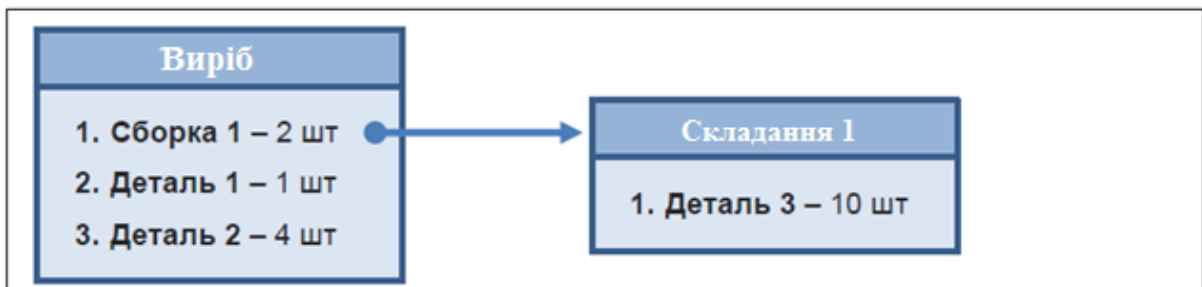 Виріб
1. Сборка 1 – 2 шт
2. Деталь 1 – 1 шт
3. Деталь 2 – 4 шт
Складання 1
1. Деталь 3 – 10 шт